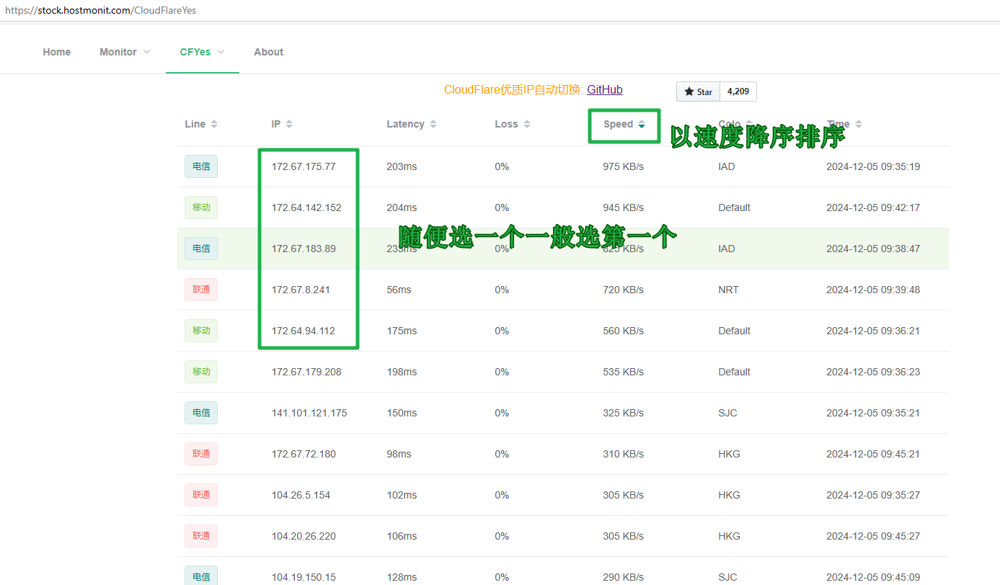 https://stock.hostmonit.com/CloudFlareYes
Home Monitor CFYes About
CloudFlare优质IP自动切换: GitHub Star 4,209
Line IP Latency Loss Speed Colo Time
以速度降序排序
电信 172.67.175.77 203ms 0% 975 KB/s IAD 2024-12-05 09:35:19
移动 172.64.142.152 204ms 0% 945 KB/s Default 2024-12-05 09:42:17
随便选一个一般选第一个
电信 172.67.183.89 235ms 0% 825 KB/s IAD 2024-12-05 09:38:47
联通 172.67.8.241 56ms 0% 720 KB/s NRT 2024-12-05 09:39:48
移动 172.64.94.112 175ms 0% 560 KB/s Default 2024-12-05 09:36:21
移动 172.67.179.208 198ms 0% 535 KB/s Default 2024-12-05 09:36:23
电信 141.101.121.175 150ms 0% 325 KB/s SJC 2024-12-05 09:35:21
联通 172.67.72.180 98ms 0% 310 KB/s HKG 2024-12-05 09:45:21
联通 104.26.5.154 102ms 0% 305 KB/s HKG 2024-12-05 09:35:27
联通 104.20.26.220 106ms 0% 305 KB/s HKG 2024-12-05 09:45:27
电信 104.19.150.15 128ms 0% 290 KB/s SJC 2024-12-05 09:45:09